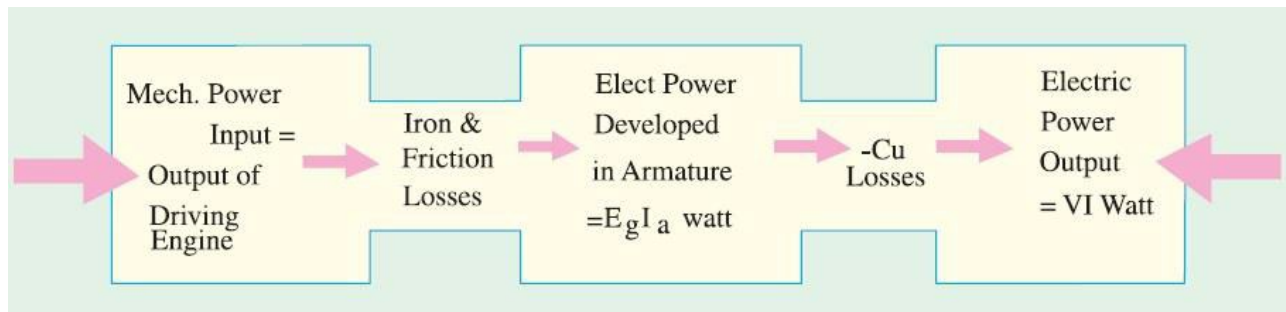 Mech. Power
Input =
Output of
Driving
Engine
Iron &
Friction
Losses
Elect Power
Developed
in Armature
=EgIa watt
-Cu
Losses
Electric
Power
Output
= VI Watt